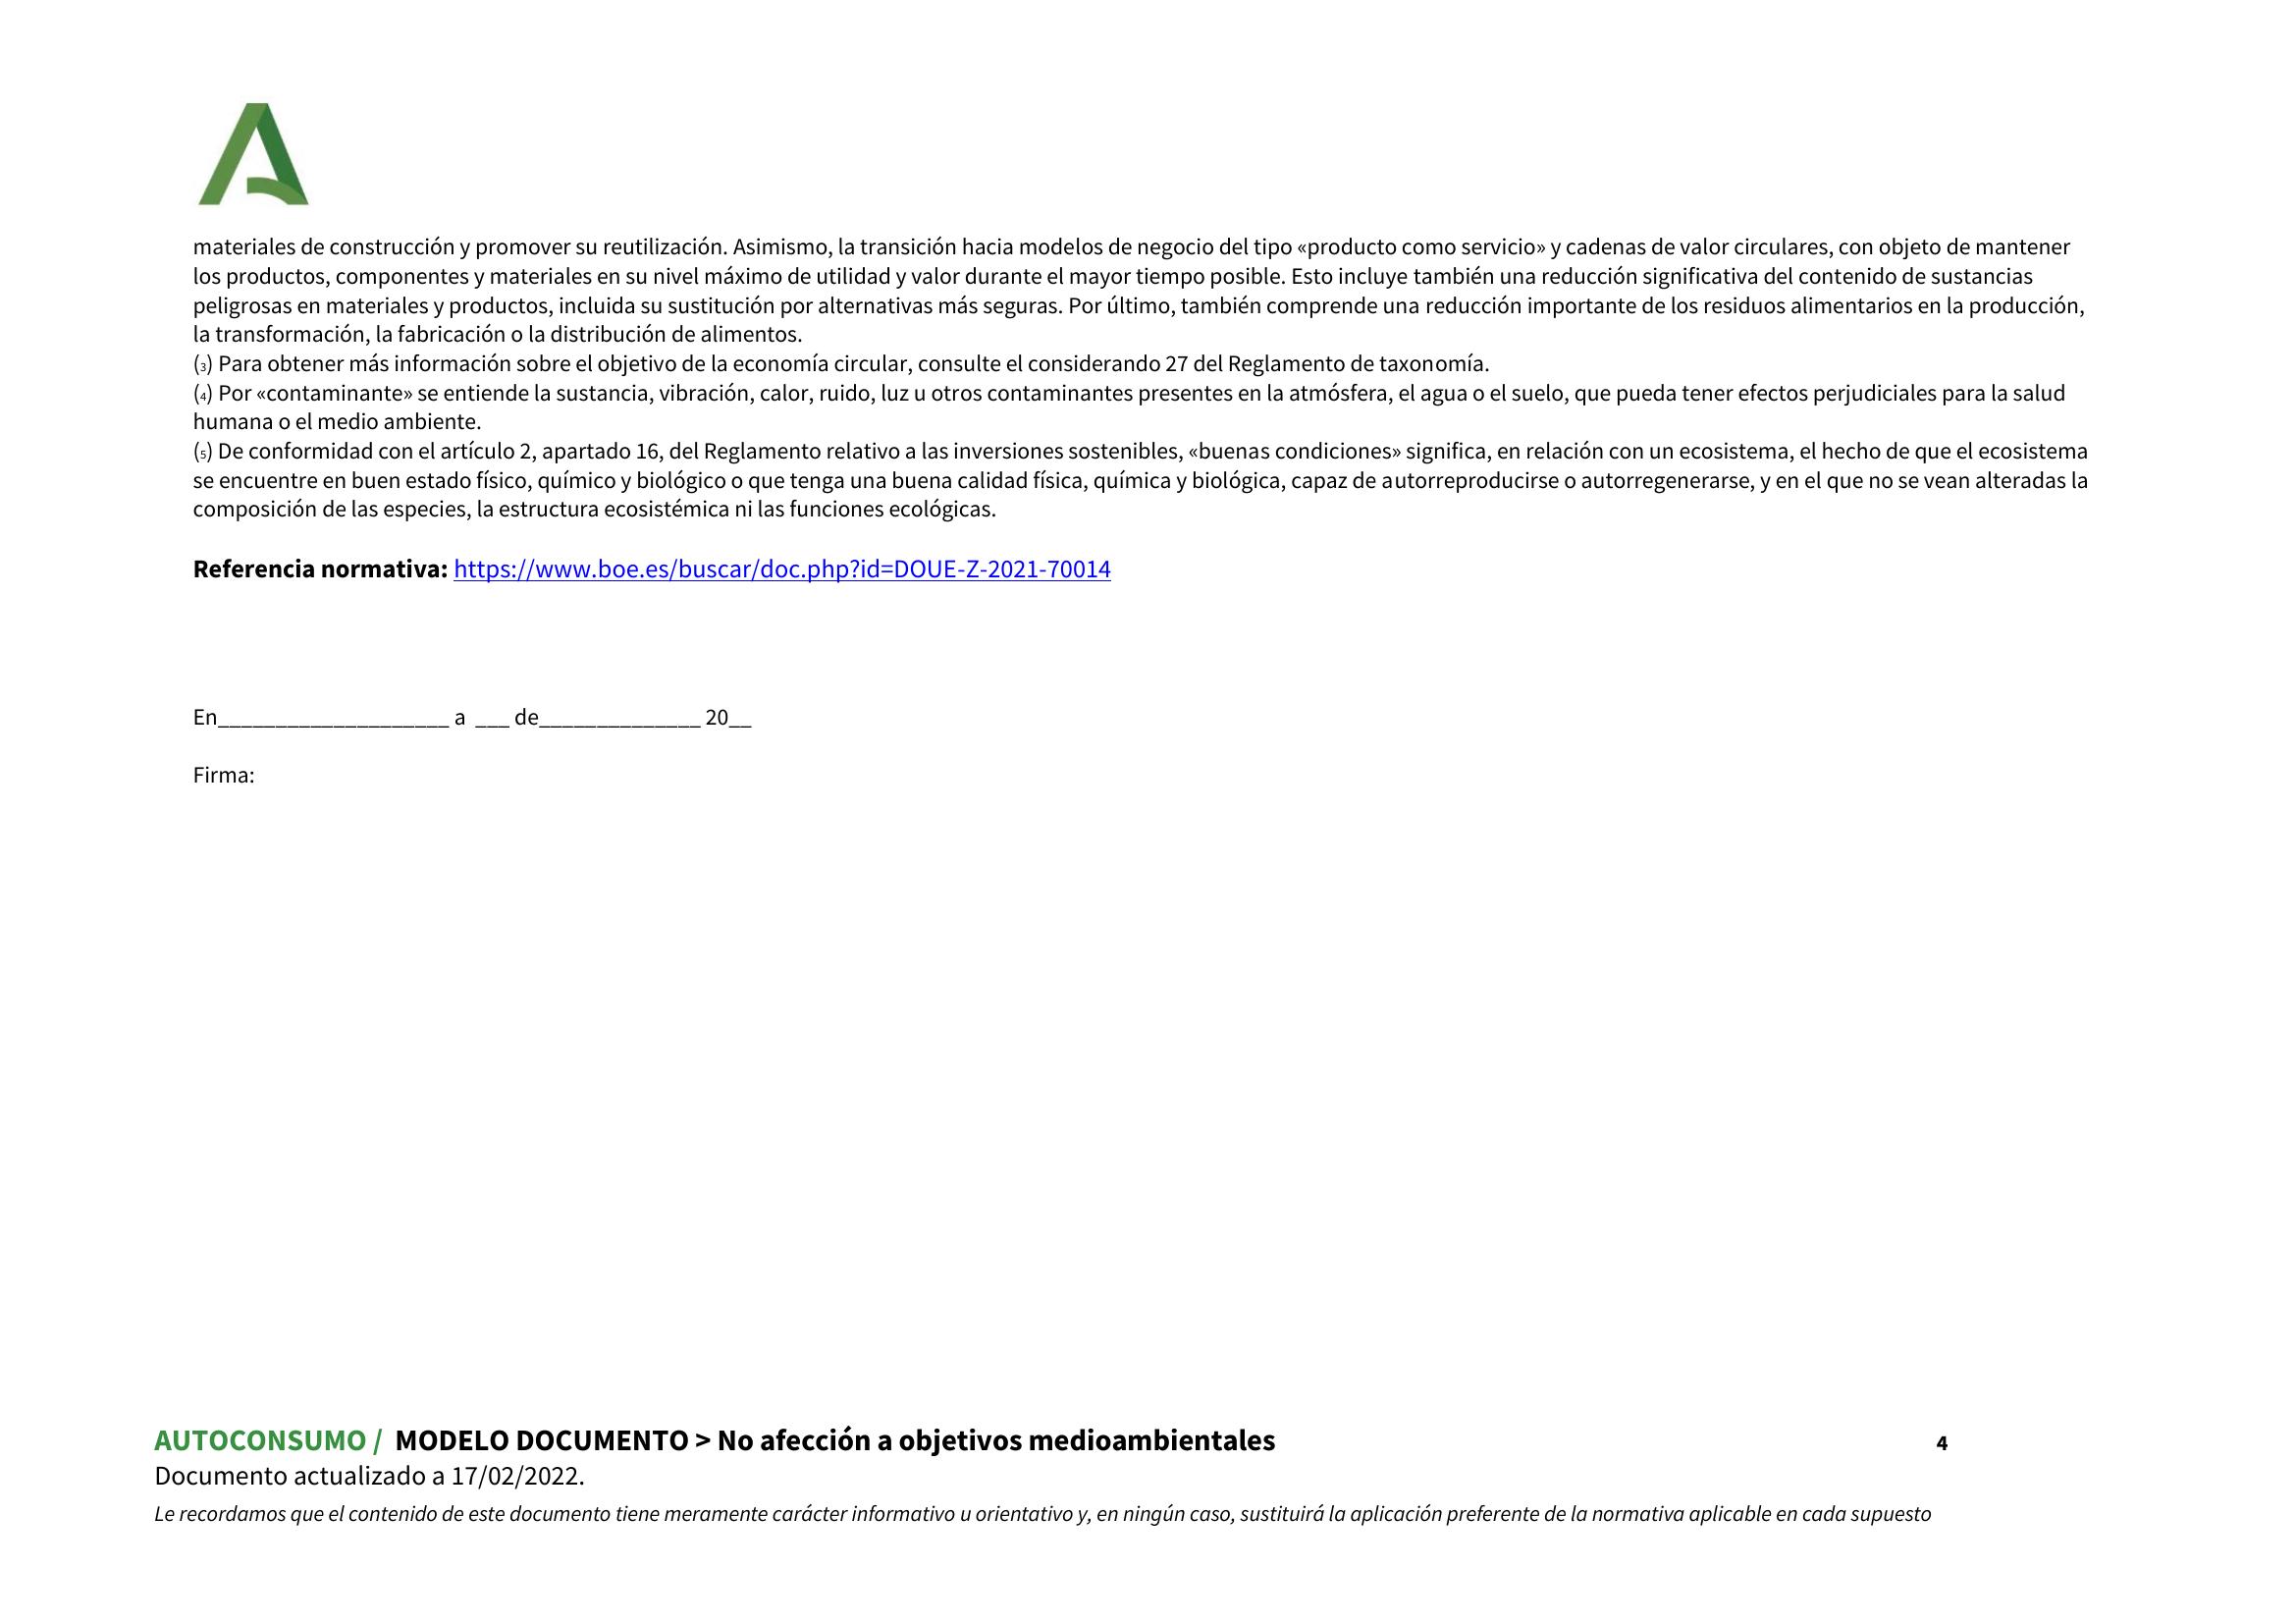 materiales de construcción y promover su reutilización. Asimismo, la transición hacia modelos de negocio del tipo «producto como servicio» y cadenas de valor circulares, con objeto de mantener
los productos, componentes y materiales en su nivel máximo de utilidad y valor durante el mayor tiempo posible. Esto incluye también una reducción significativa del contenido de sustancias
peligrosas en materiales y productos, incluida su sustitución por alternativas más seguras. Por último, también comprende una reducción importante de los residuos alimentarios en la producción,
la transformación, la fabricación o la distribución de alimentos.
(3) Para obtener más información sobre el objetivo de la economía circular, consulte el considerando 27 del Reglamento de taxonomía.
(4) Por «contaminante» se entiende la sustancia, vibración, calor, ruido, luz u otros contaminantes presentes en la atmósfera, el agua o el suelo, que pueda tener efectos perjudiciales para la salud
humana o el medio ambiente.
(5) De conformidad con el artículo 2, apartado 16, del Reglamento relativo a las inversiones sostenibles, «buenas condiciones» significa, en relación con un ecosistema, el hecho de que el ecosistema
se encuentre en buen estado físico, químico y biológico o que tenga una buena calidad física, química y biológica, capaz de autorreproducirse o autorregenerarse, y en el que no se vean alteradas la
composición de las especies, la estructura ecosistémica ni las funciones ecológicas.
Referencia normativa: https://www.boe.es/buscar/doc.php?id=DOUE-Z-2021-70014
En____________________ a ___ de______________ 20__
Firma:
AUTOCONSUMO / MODELO DOCUMENTO > No afección a objetivos medioambientales 4
Documento actualizado a 17/02/2022.
Le recordamos que el contenido de este documento tiene meramente carácter informativo u orientativo y, en ningún caso, sustituirá la aplicación preferente de la normativa aplicable en cada supuesto